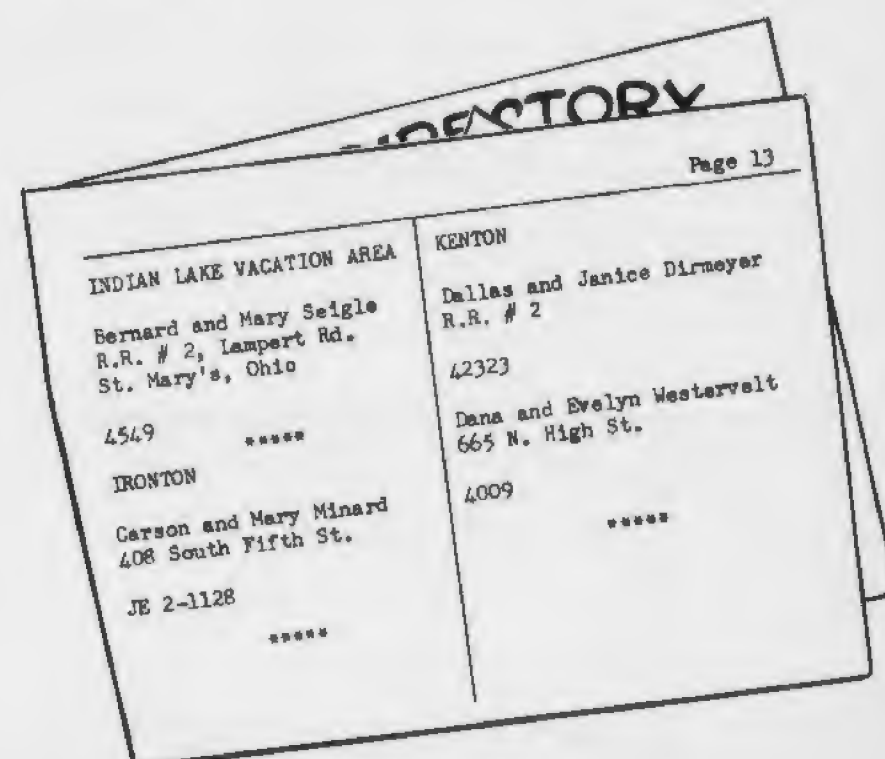 DIRECTORY
Page 13
INDIAN LAKE VACATION AREA
Bernard and Mary Seigle
R.R. # 2, Lampert Rd.
St. Mary's, Ohio
4549
*****
IRONTON
Carson and Mary Minard
408 South Fifth St.
JE 2-1128
*****
KENTON
Dallas and Janice Dirmeyer
R.R. # 2
42323
Dana and Evelyn Westervelt
665 N. High St.
4009
*****